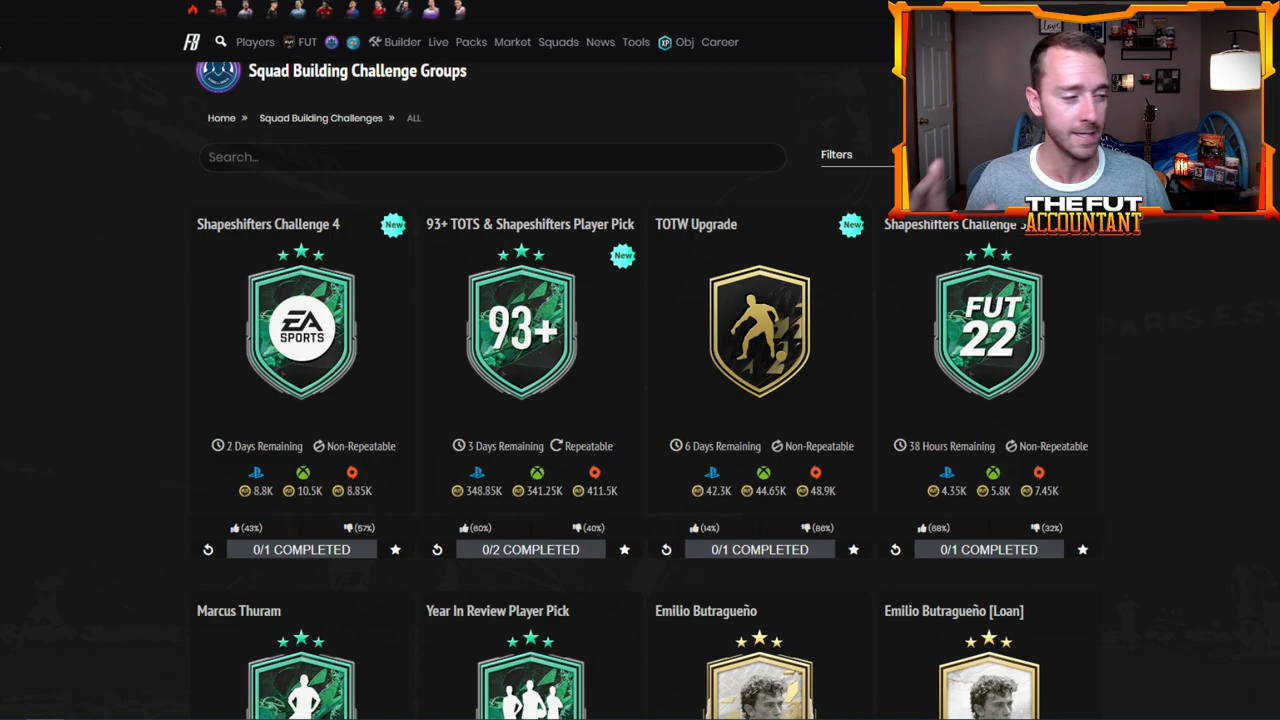 FB Players FUT Builder Live Packs Market Squads News Tools XP Obj Career
Squad Building Challenge Groups
Home » Squad Building Challenges » ALL
Search...
Filters
THE FUT
ACCOUNTANT
Shapeshifters Challenge 4
New
93+ TOTS & Shapeshifters Player Pick
New
TOTW Upgrade
New
Shapeshifters Challenge
EA
SPORTS
93+
FUT
22
2 Days Remaining Non-Repeatable
3 Days Remaining Repeatable
6 Days Remaining Non-Repeatable
38 Hours Remaining Non-Repeatable
8.8K 10.5K 8.85K
348.85K 341.25K 411.5K
42.3K 44.65K 48.9K
4.35K 5.8K 7.45K
(43%) (57%)
(60%) (40%)
(14%) (86%)
(68%) (32%)
0/1 COMPLETED
0/2 COMPLETED
0/1 COMPLETED
0/1 COMPLETED
Marcus Thuram
Year In Review Player Pick
Emilio Butragueño
Emilio Butragueño [Loan]